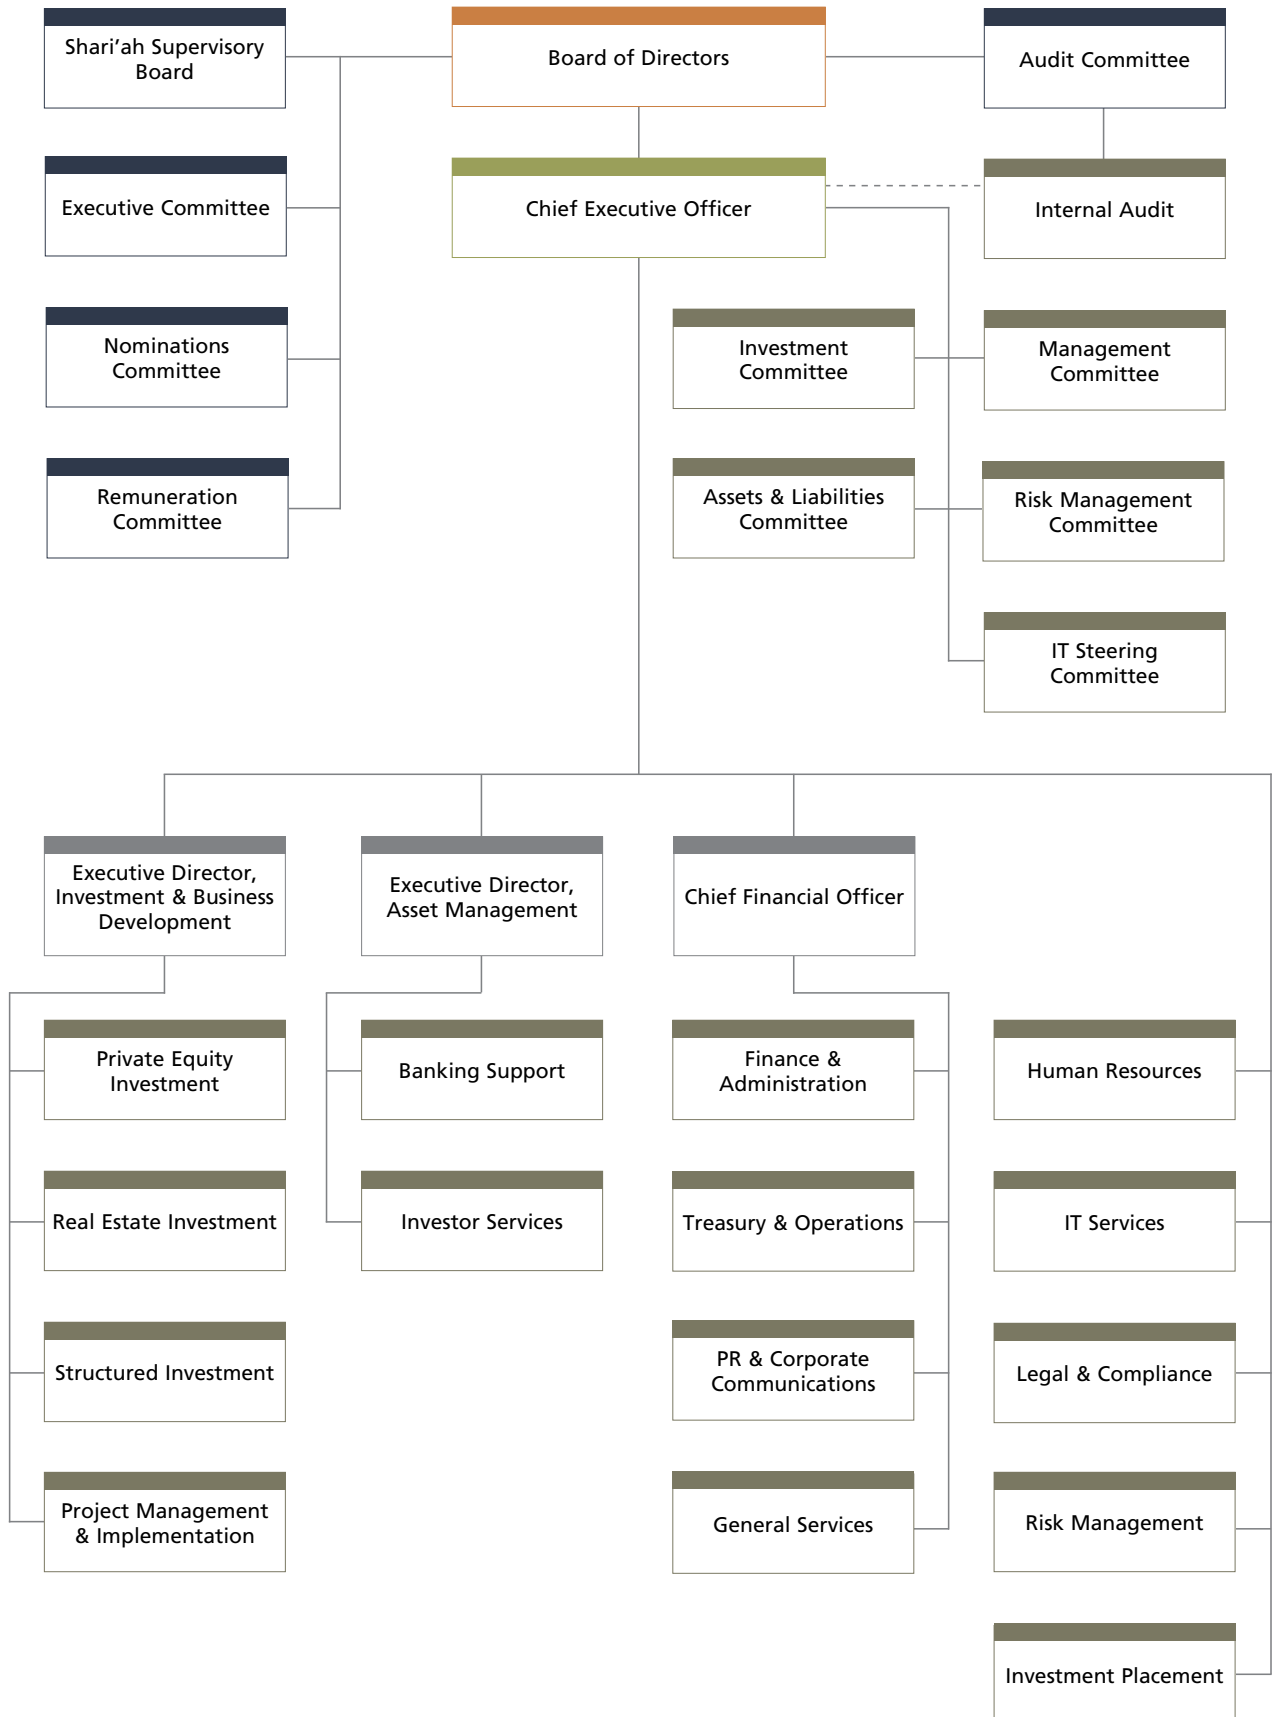 Shari'ah Supervisory
Board
Board of Directors
Audit Committee
Executive Committee
Chief Executive Officer
Internal Audit
Nominations
Committee
Investment
Committee
Management
Committee
Remuneration
Committee
Assets & Liabilities
Committee
Risk Management
Committee
IT Steering
Committee
Executive Director,
Investment & Business
Development
Executive Director,
Asset Management
Chief Financial Officer
Private Equity
Investment
Banking Support
Finance &
Administration
Human Resources
Real Estate Investment
Investor Services
Treasury & Operations
IT Services
Structured Investment
PR & Corporate
Communications
Legal & Compliance
Project Management
& Implementation
General Services
Risk Management
Investment Placement